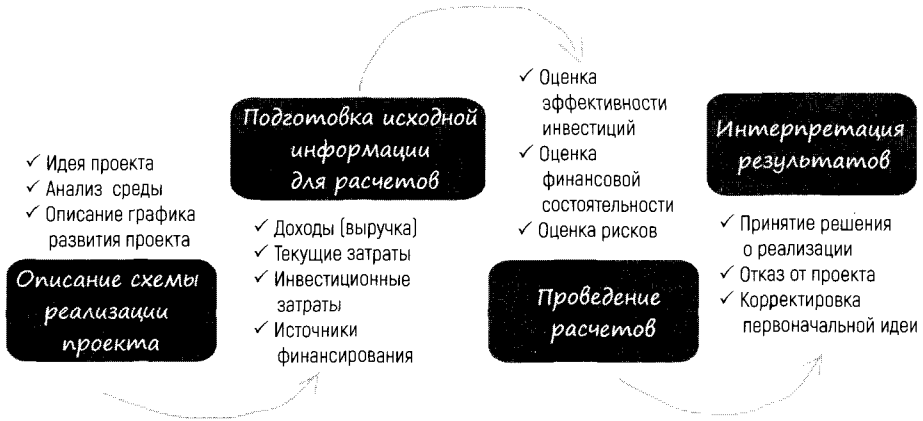 ✓ Идея проекта
✓ Анализ среды
✓ Описание графика
развития проекта
Описание схемы
реализации
проекта
Подготовка исходной
информации
для расчетов
✓ Доходы (выручка)
✓ Текущие затраты
✓ Инвестиционные
затраты
✓ Источники
финансирования
✓ Оценка
эффективности
инвестиций
✓ Оценка
финансовой
состоятельности
✓ Оценка рисков
Проведение
расчетов
Интерпретация
результатов
✓ Принятие решения
о реализации
✓ Отказ от проекта
✓ Корректировка
первоначальной идеи